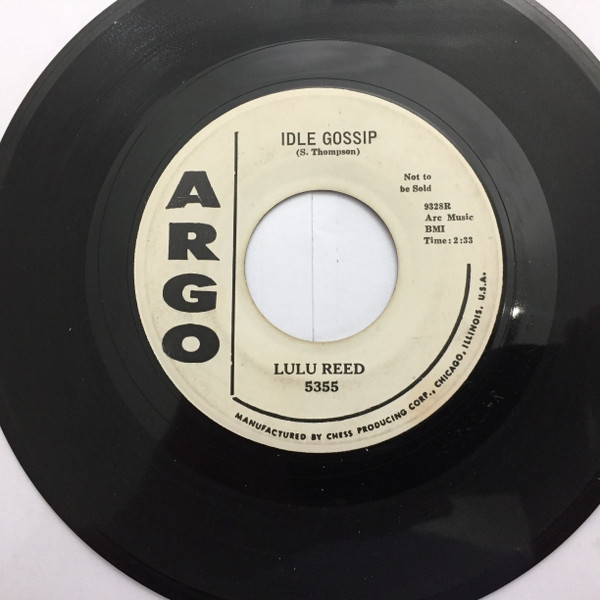 IDLE GOSSIP
(S. Thompson)
Not to
be Sold
9328R
Arc Music
BMI
Time: 2:33
ARGO
LULU REED
5355
MANUFACTURED BY CHESS PRODUCING CORP., CHICAGO, ILLINOIS, U.S.A.